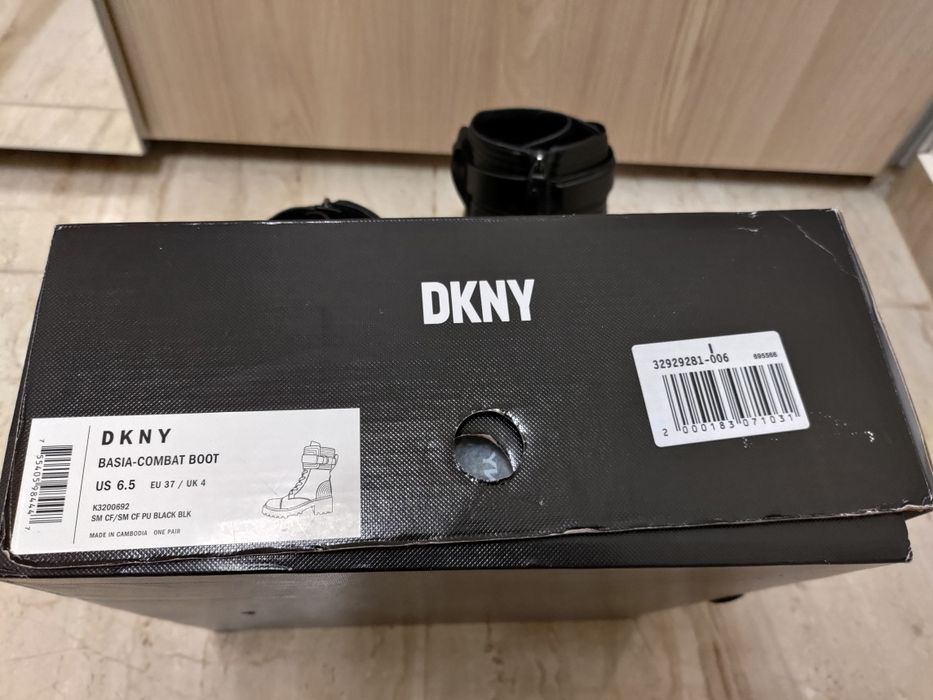 DKNY
I
32929281-006 695566
2 000183 071031
DKNY
BASIA-COMBAT BOOT
US 6.5 EU 37 / UK 4
K3200692
SM CF/SM CF PU BLACK BLK
MADE IN CAMBODIA ONE PAIR